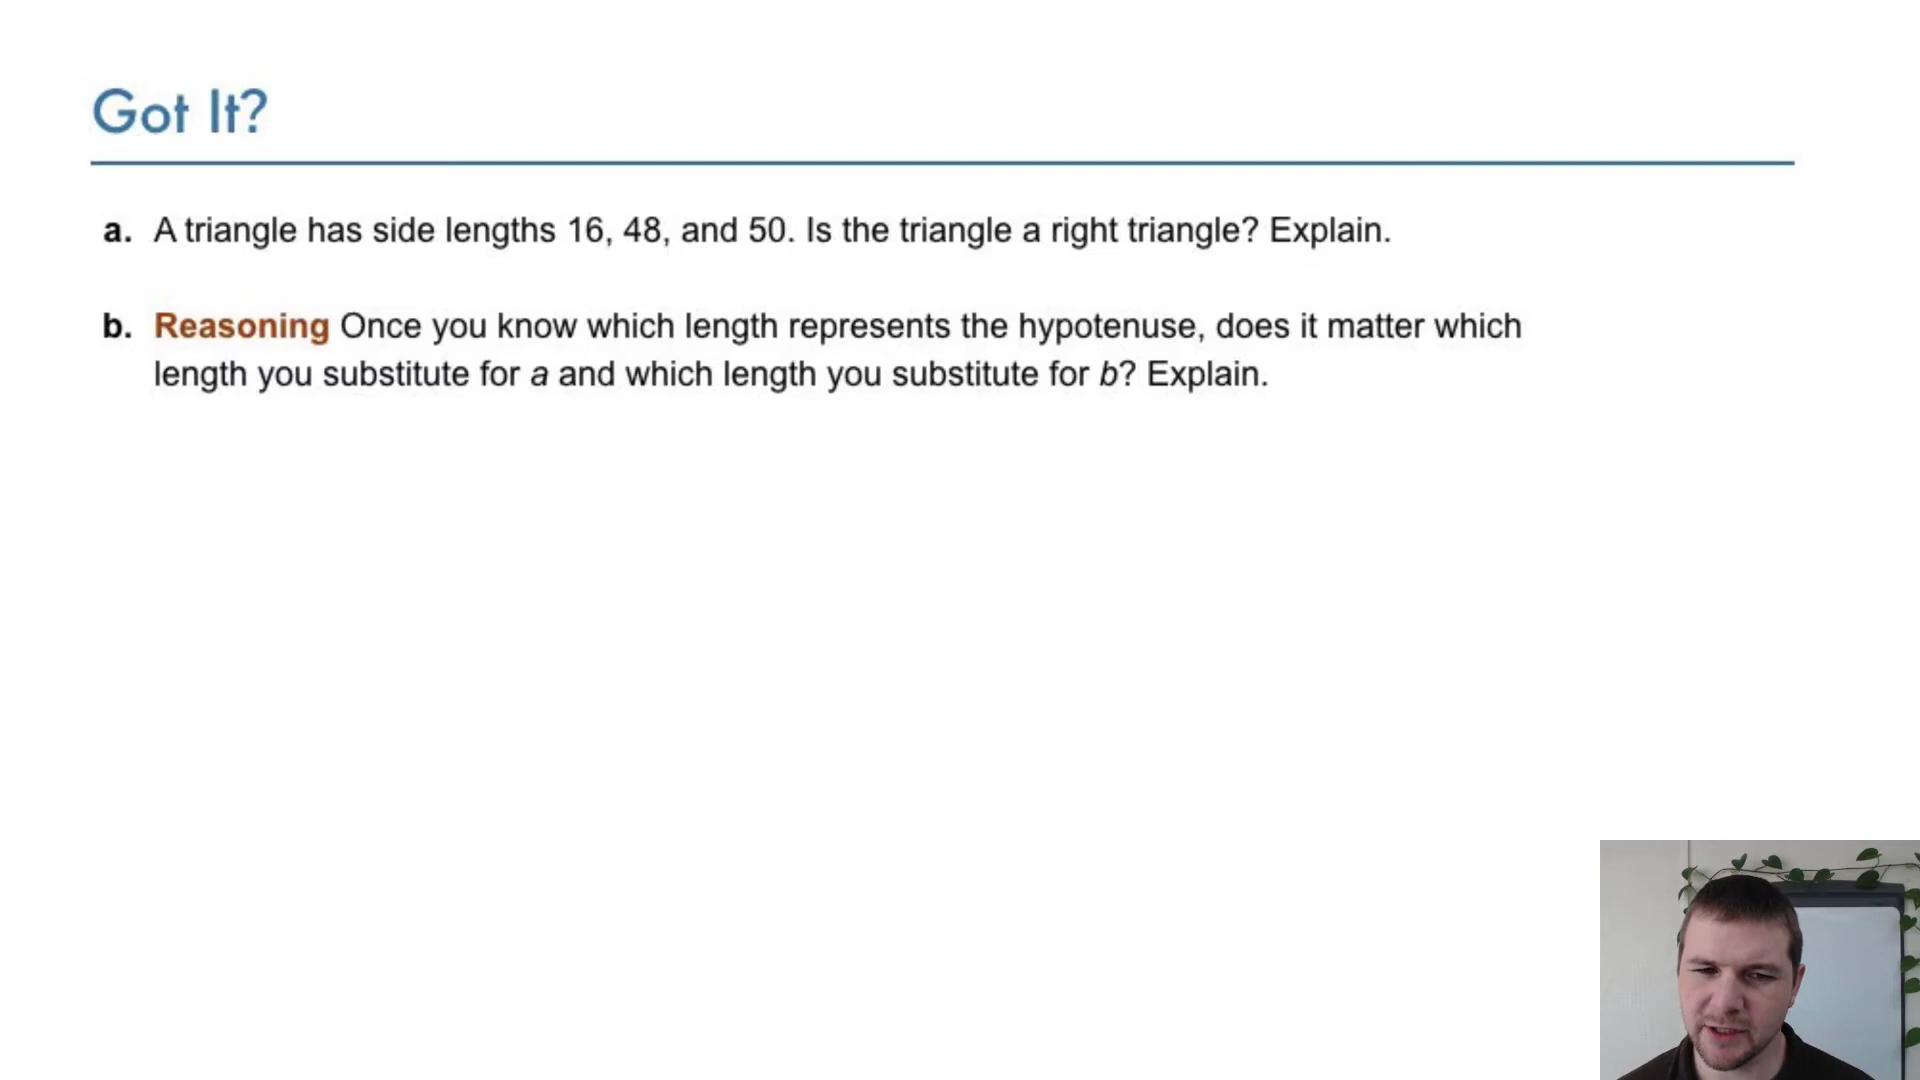 Got It?
a. A triangle has side lengths 16, 48, and 50. Is the triangle a right triangle? Explain.
b. Reasoning Once you know which length represents the hypotenuse, does it matter which
length you substitute for a and which length you substitute for b? Explain.